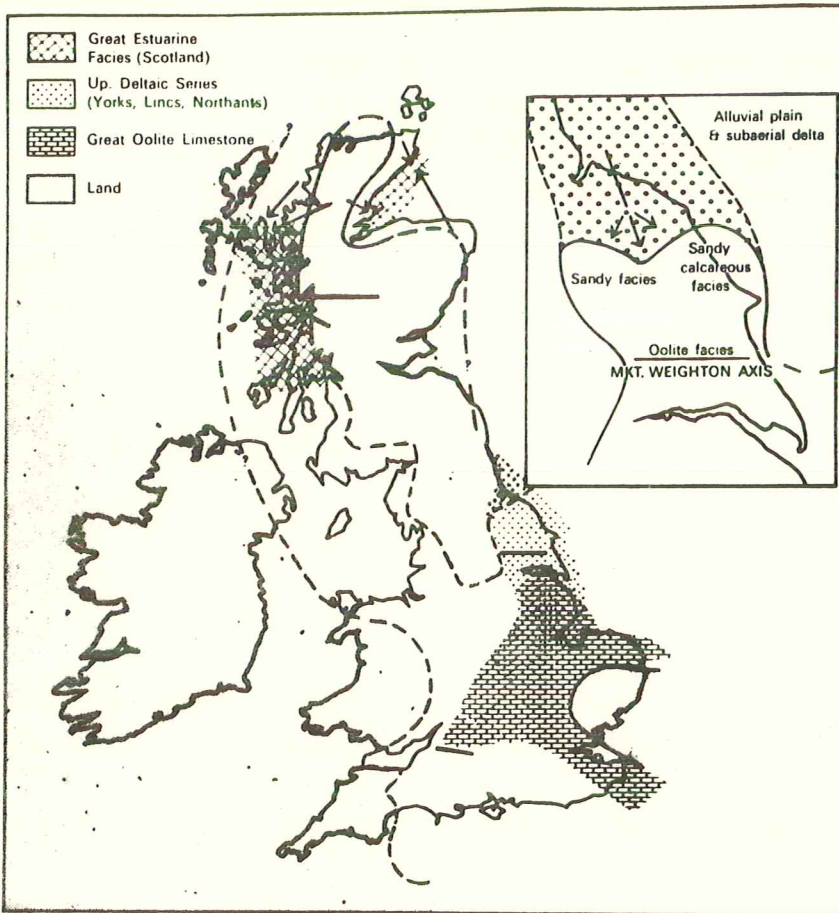 Great Estuarine
Facies (Scotland)
Up. Deltaic Series
(Yorks, Lincs, Northants)
Great Oolite Limestone
Land
Alluvial plain
& subaerial delta
Sandy facies
Sandy
calcareous
facies
Oolite facies
MKT. WEIGHTON AXIS